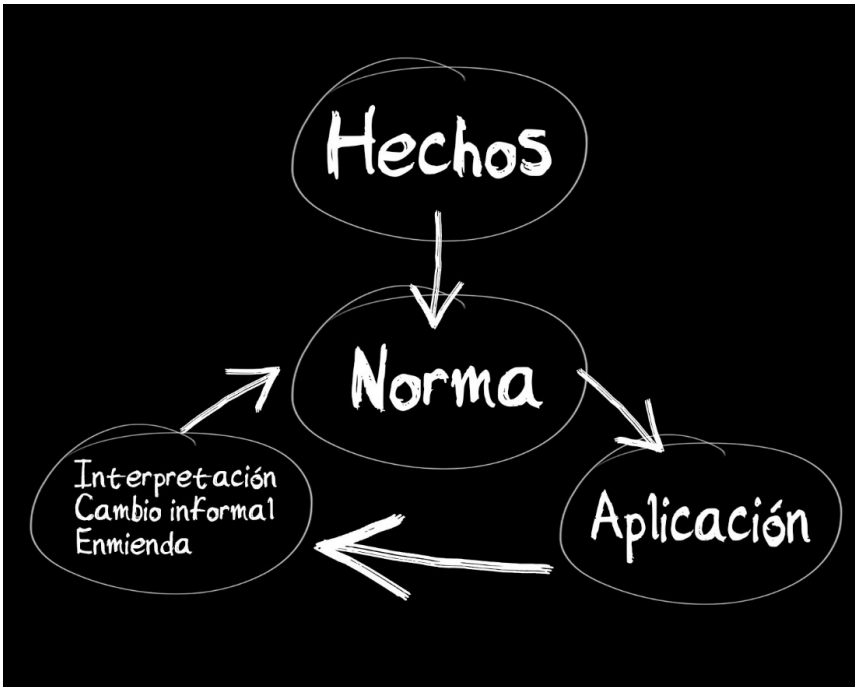 Hechos
Norma
Interpretación
Cambio informal
Enmienda
Aplicación